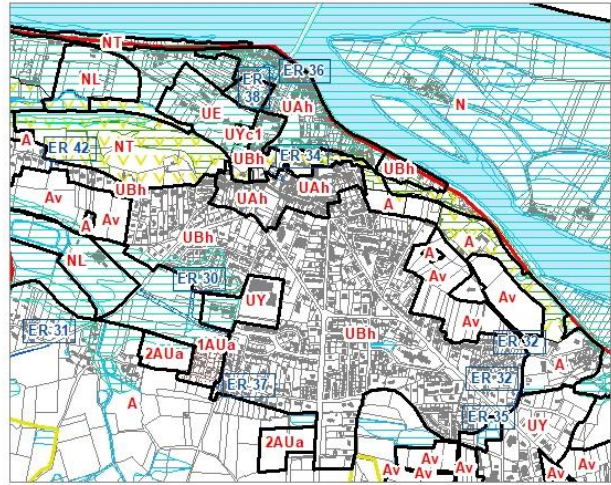 NT
NL
ER 38
ER 36
UAh
UE
N
UYc1
NT
A
ER 42
UBh
ER 34
UBh
UBh
UAh
UAh
A
Av
A
Av
UBh
A
A
Av
NL
Av
ER 30
UY
Av
ER 31
1AUa
UBh
ER 32
2AUa
A
ER 37
ER 32
A
ER 35
2AUa
UY
Av
Av
Av
Av
Av
Av